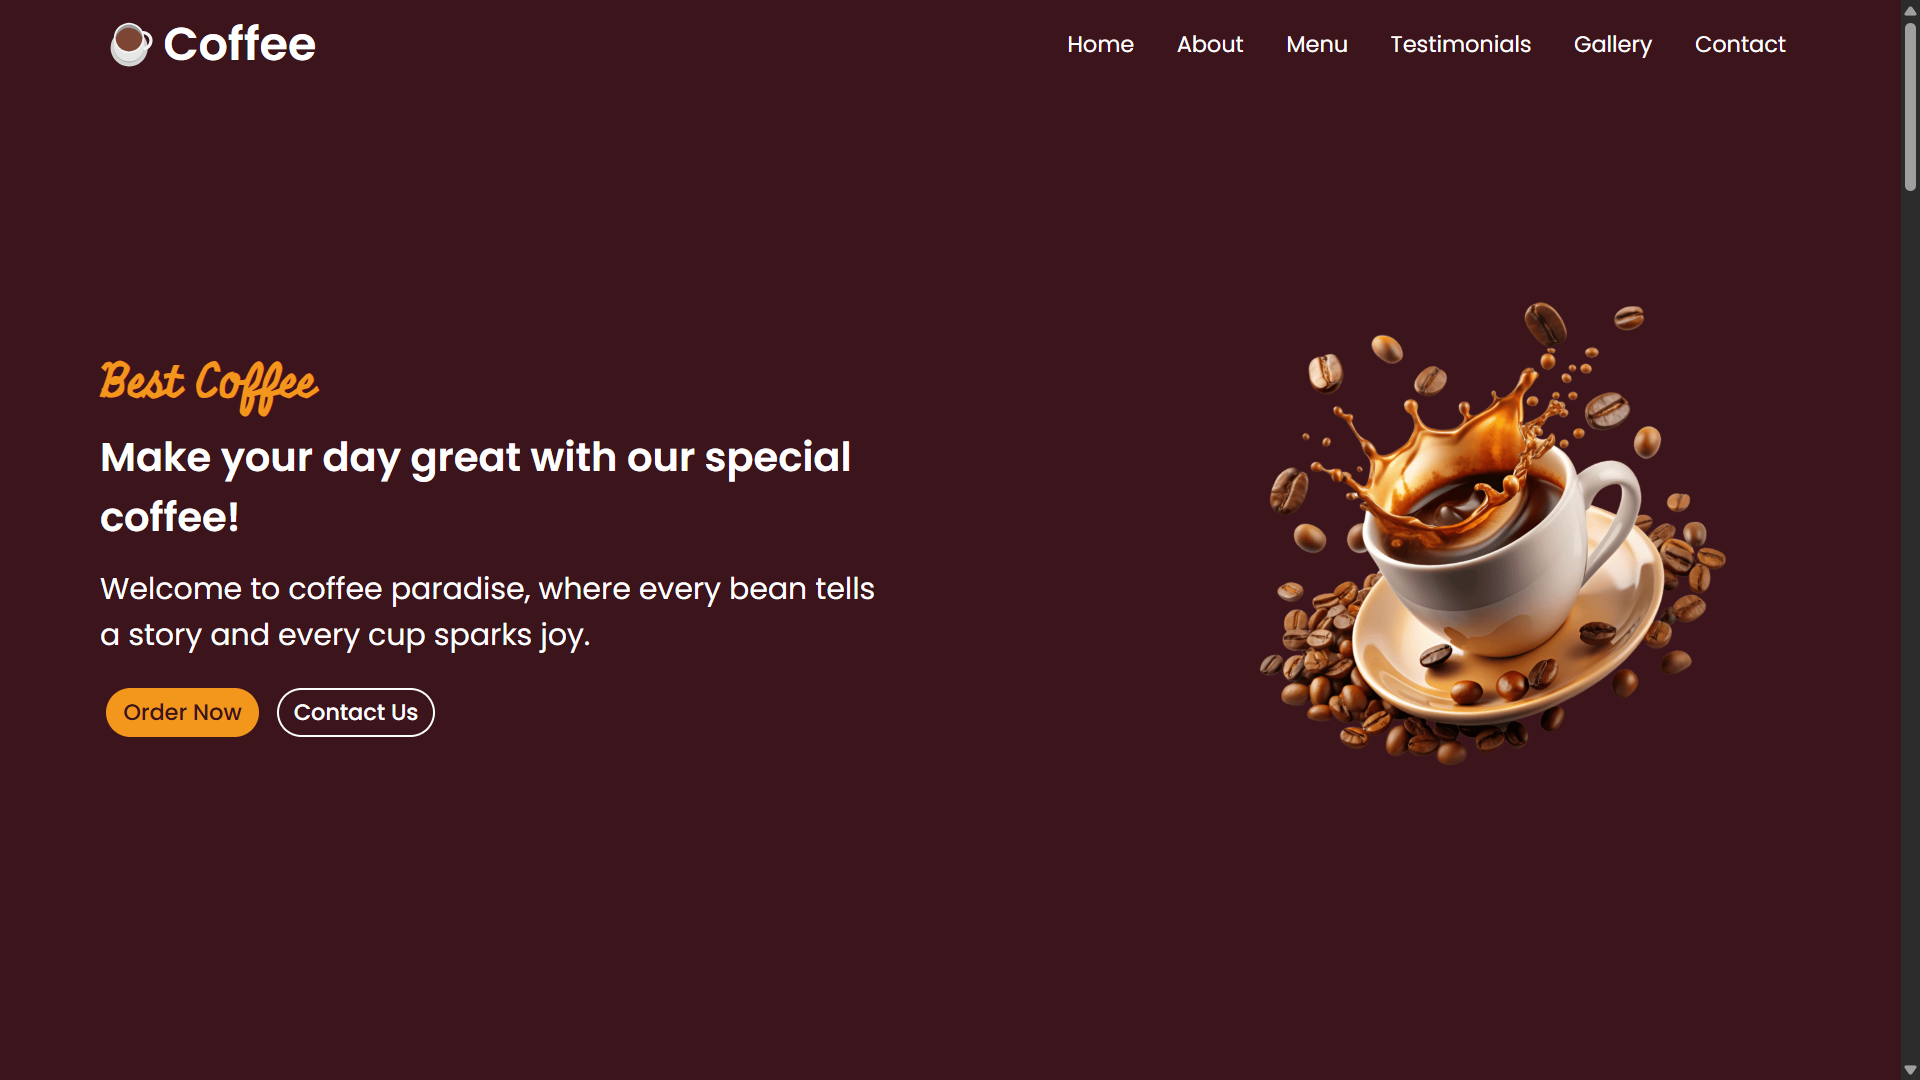 Coffee
Home About Menu Testimonials Gallery Contact
Best Coffee
Make your day great with our special
coffee!
Welcome to coffee paradise, where every bean tells
a story and every cup sparks joy.
Order Now Contact Us